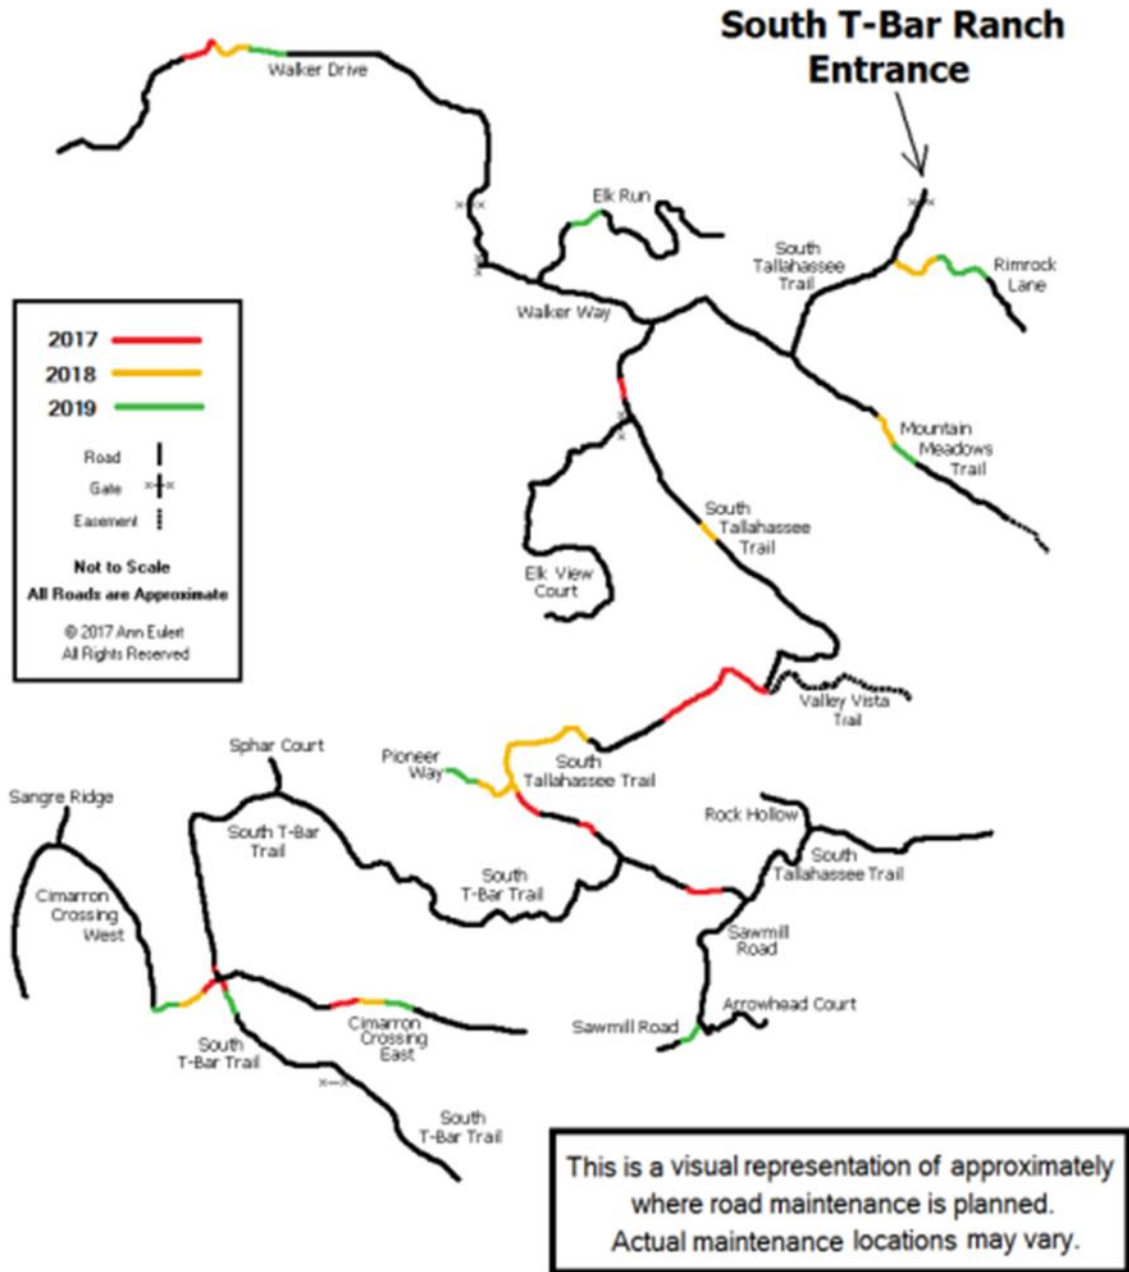 South T-Bar Ranch
Entrance
Walker Drive
Elk Run
South
Tallahassee
Trail
Rimrock
Lane
Walker Way
2017
2018
2019
Road
Gate
Easement
Not to Scale
All Roads are Approximate
© 2017 Ann Eulert
All Rights Reserved
Mountain
Meadows
Trail
South
Tallahassee
Trail
Elk View
Court
Valley Vista
Trail
Sphar Court
Pioneer
Way
South
Tallahassee Trail
Sangre Ridge
Rock Hollow
South T-Bar
Trail
South
Tallahassee Trail
South
T-Bar Trail
Cimarron
Crossing
West
Sawmill
Road
Arrowhead Court
Sawmill Road
Cimarron
Crossing
East
South
T-Bar Trail
South
T-Bar Trail
This is a visual representation of approximately
where road maintenance is planned.
Actual maintenance locations may vary.